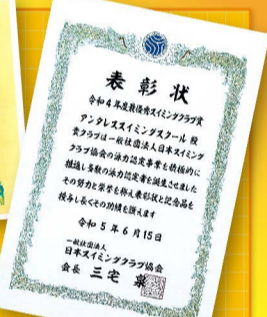 表彰状
令和4年度最優秀スイミングクラブ賞
アンタレススイミングスクール 殿
貴クラブは一般社団法人日本スイミング
クラブ協会の泳力認定事業を積極的に
推進し多数の泳力認定者を誕生させました
その努力と栄誉を称え表彰状と記念品を
授与し永くその功績を讃えます
令和5年6月15日
一般社団法人
日本スイミングクラブ協会
会長 三宅 泉